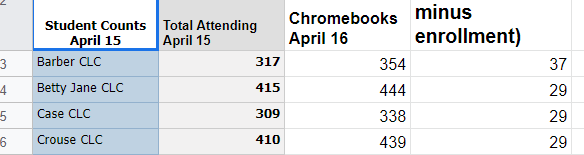 2
Student Counts
April 15
Total Attending
April 15
Chromebooks
April 16
minus
enrollment)
3 Barber CLC 317 354 37
4 Betty Jane CLC 415 444 29
5 Case CLC 309 338 29
6 Crouse CLC 410 439 29